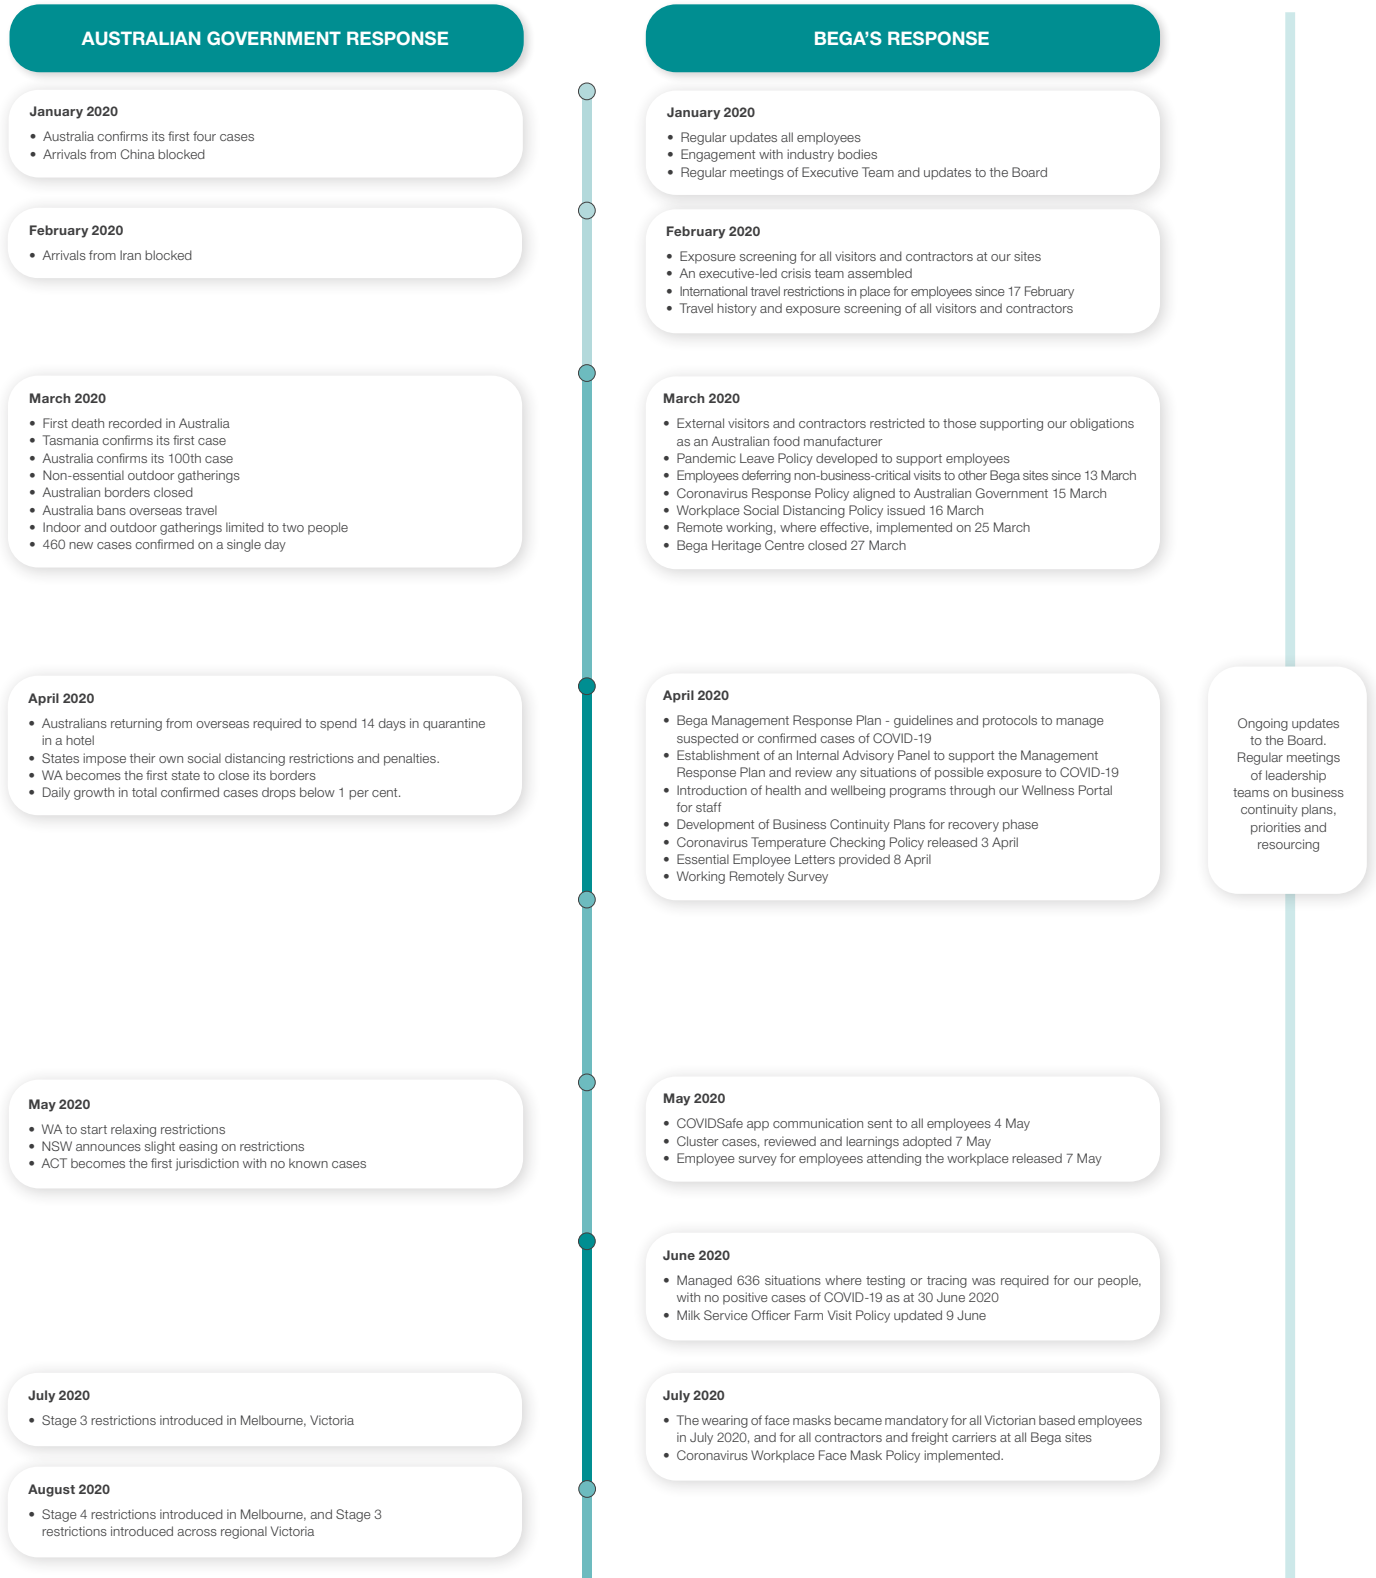 AUSTRALIAN GOVERNMENT RESPONSE
January 2020
• Australia confirms its first four cases
• Arrivals from China blocked
February 2020
• Arrivals from Iran blocked
March 2020
• First death recorded in Australia
• Tasmania confirms its first case
• Australia confirms its 100th case
• Non-essential outdoor gatherings
• Australian borders closed
• Australia bans overseas travel
• Indoor and outdoor gatherings limited to two people
• 460 new cases confirmed on a single day
April 2020
• Australians returning from overseas required to spend 14 days in quarantine
in a hotel
• States impose their own social distancing restrictions and penalties.
• WA becomes the first state to close its borders
• Daily growth in total confirmed cases drops below 1 per cent.
May 2020
• WA to start relaxing restrictions
• NSW announces slight easing on restrictions
• ACT becomes the first jurisdiction with no known cases
July 2020
• Stage 3 restrictions introduced in Melbourne, Victoria
August 2020
• Stage 4 restrictions introduced in Melbourne, and Stage 3
restrictions introduced across regional Victoria
BEGA'S RESPONSE
January 2020
• Regular updates all employees
• Engagement with industry bodies
• Regular meetings of Executive Team and updates to the Board
February 2020
• Exposure screening for all visitors and contractors at our sites
• An executive-led crisis team assembled
• International travel restrictions in place for employees since 17 February
• Travel history and exposure screening of all visitors and contractors
March 2020
• External visitors and contractors restricted to those supporting our obligations
as an Australian food manufacturer
• Pandemic Leave Policy developed to support employees
• Employees deferring non-business-critical visits to other Bega sites since 13 March
• Coronavirus Response Policy aligned to Australian Government 15 March
• Workplace Social Distancing Policy issued 16 March
• Remote working, where effective, implemented on 25 March
• Bega Heritage Centre closed 27 March
April 2020
• Bega Management Response Plan - guidelines and protocols to manage
suspected or confirmed cases of COVID-19
• Establishment of an Internal Advisory Panel to support the Management
Response Plan and review any situations of possible exposure to COVID-19
• Introduction of health and wellbeing programs through our Wellness Portal
for staff
• Development of Business Continuity Plans for recovery phase
• Coronavirus Temperature Checking Policy released 3 April
• Essential Employee Letters provided 8 April
• Working Remotely Survey
May 2020
• COVIDSafe app communication sent to all employees 4 May
• Cluster cases, reviewed and learnings adopted 7 May
• Employee survey for employees attending the workplace released 7 May
June 2020
• Managed 636 situations where testing or tracing was required for our people,
with no positive cases of COVID-19 as at 30 June 2020
• Milk Service Officer Farm Visit Policy updated 9 June
July 2020
• The wearing of face masks became mandatory for all Victorian based employees
in July 2020, and for all contractors and freight carriers at all Bega sites
• Coronavirus Workplace Face Mask Policy implemented.
Ongoing updates
to the Board.
Regular meetings
of leadership
teams on business
continuity plans,
priorities and
resourcing